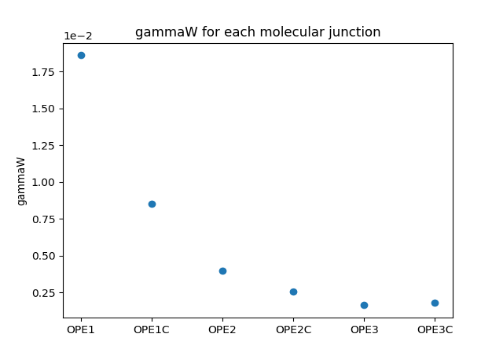 gammaW for each molecular junction
1e−2
1.75
1.50
1.25
1.00
0.75
0.50
0.25
gammaW
OPE1 OPE1C OPE2 OPE2C OPE3 OPE3C